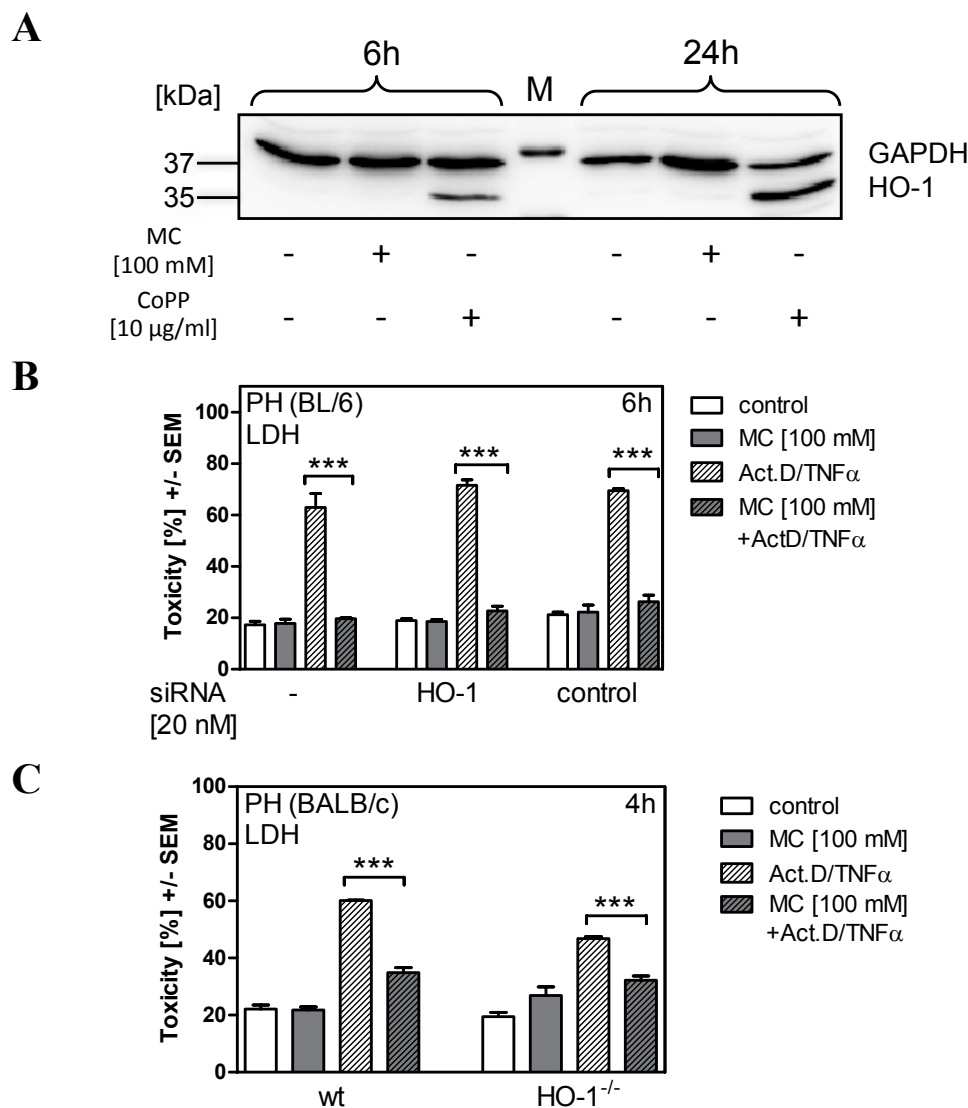 A
6h
M
24h
[kDa]
37
35
GAPDH
HO-1
MC
[100 mM]
- + - - + -
CoPP
[10 µg/ml]
- - + - - +
B
PH (BL/6)
6h
LDH
Toxicity [%] +/- SEM
100
80
60
40
20
0
***
***
***
control
MC [100 mM]
Act.D/TNFα
MC [100 mM]
+ActD/TNFα
siRNA
[20 nM]
-
HO-1
control
C
PH (BALB/c)
4h
LDH
Toxicity [%] +/- SEM
100
80
60
40
20
0
***
***
control
MC [100 mM]
Act.D/TNFα
MC [100 mM]
+Act.D/TNFα
wt
HO-1-/-